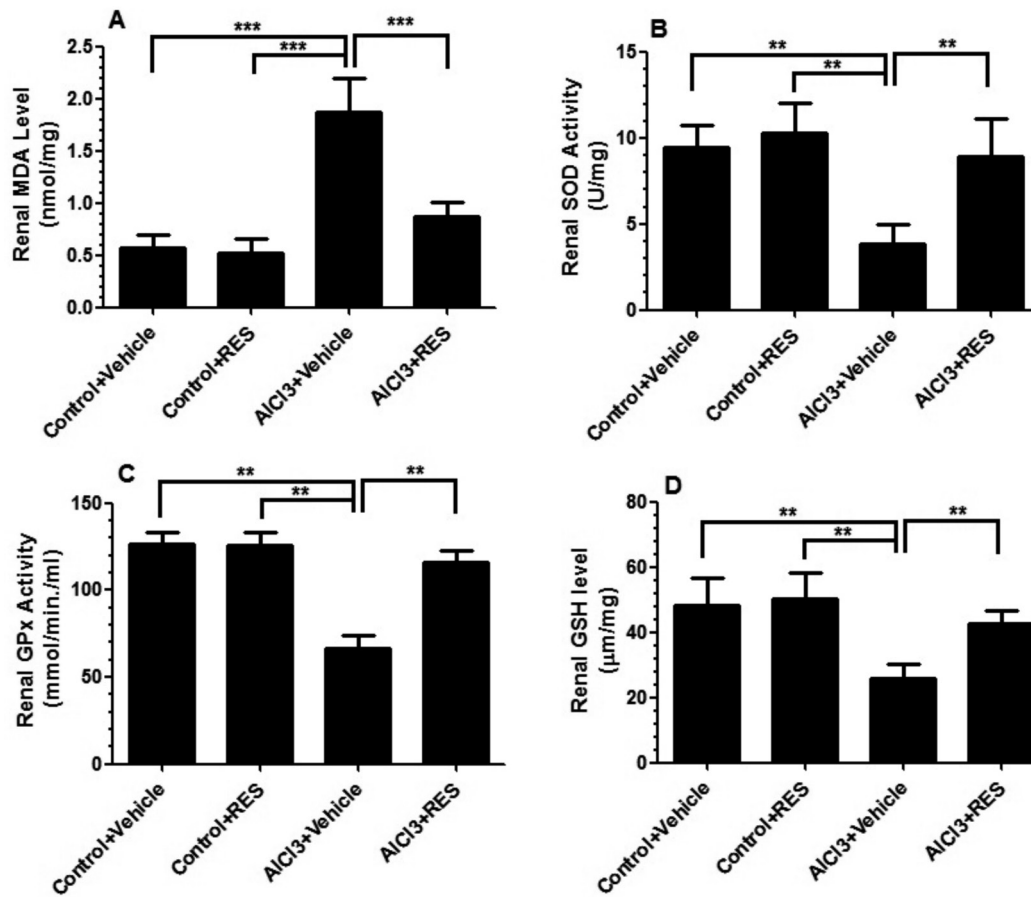 A
***
***
***
Renal MDA Level
(nmol/mg)
2.5
2.0
1.5
1.0
0.5
0.0
Control+Vehicle
Control+RES
AlCl3+Vehicle
AlCl3+RES
B
**
**
**
Renal SOD Activity
(U/mg)
15
10
5
0
Control+Vehicle
Control+RES
AlCl3+Vehicle
AlCl3+RES
C
**
**
**
Renal GPx Activity
(mmol/min./ml)
150
100
50
0
Control+Vehicle
Control+RES
AlCl3+Vehicle
AlCl3+RES
D
**
**
**
Renal GSH level
(μm/mg)
80
60
40
20
0
Control+Vehicle
Control+RES
AlCl3+Vehicle
AlCl3+RES